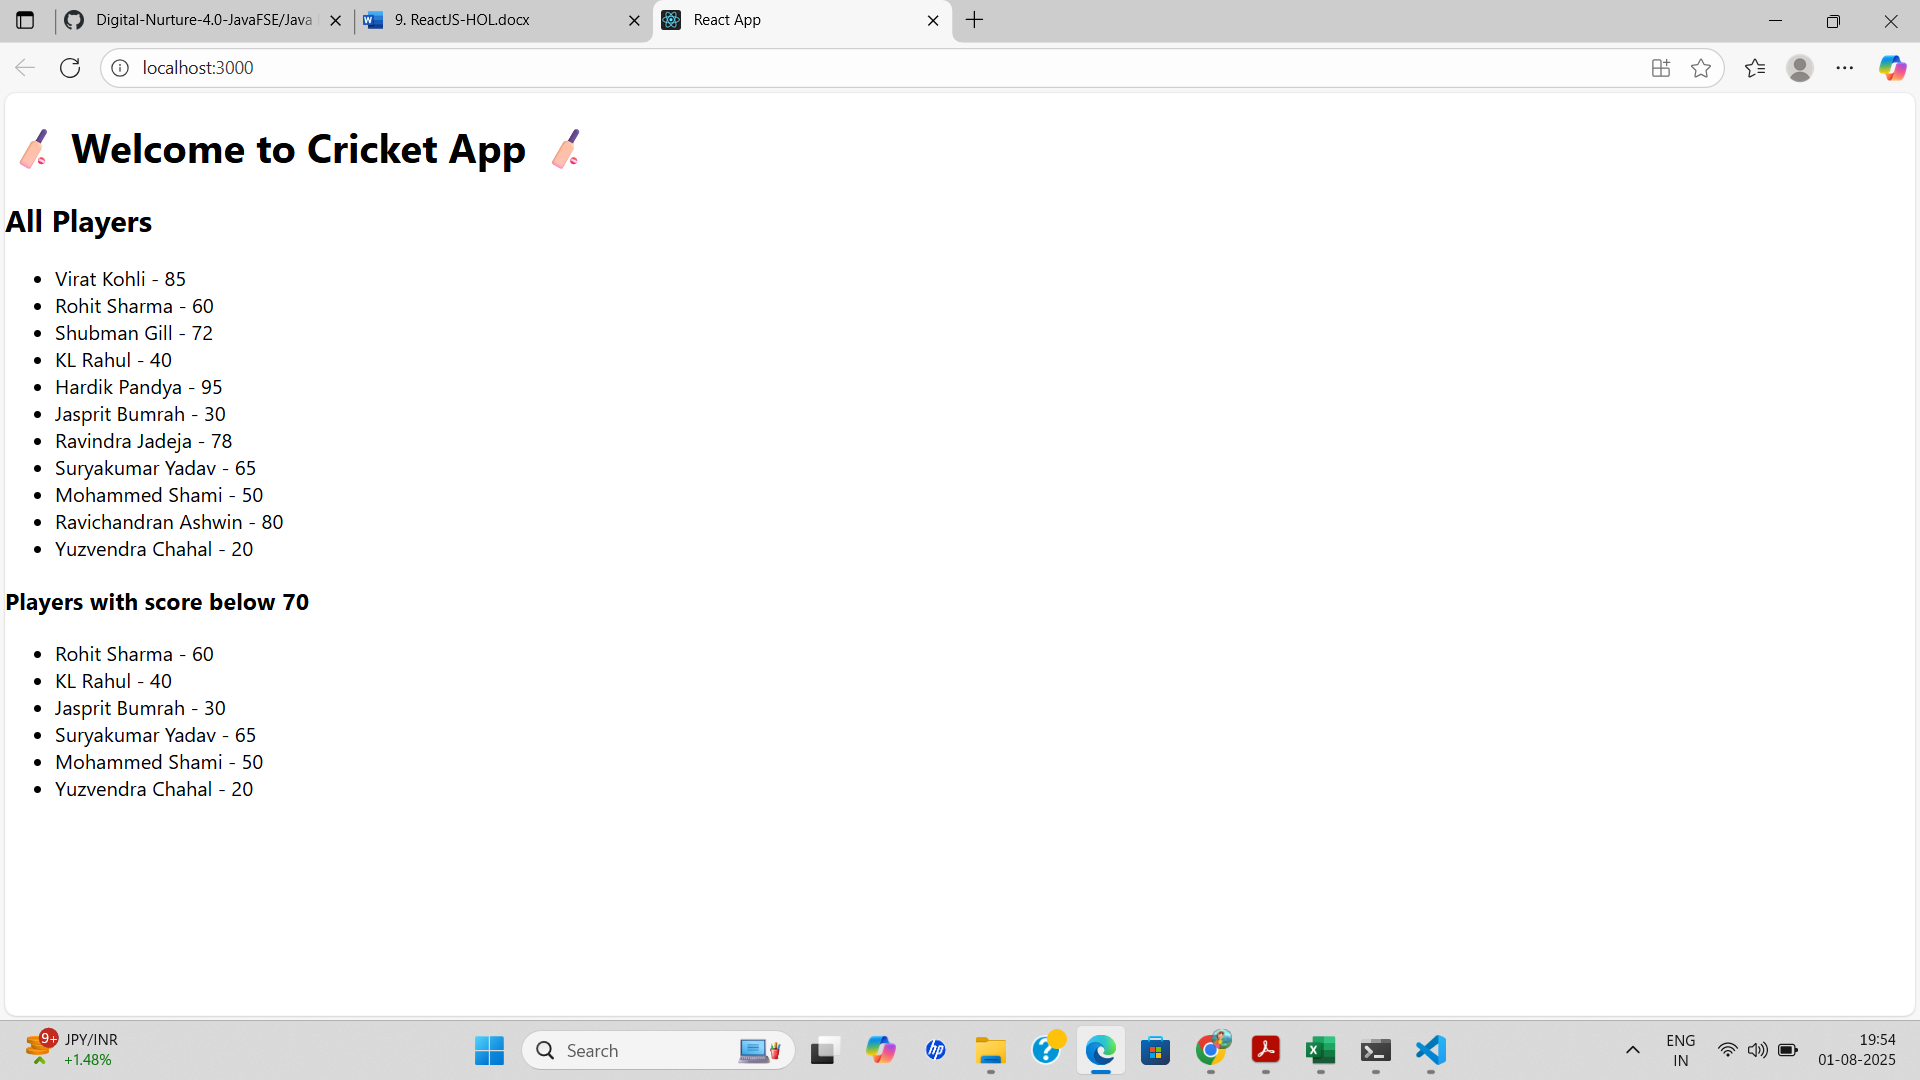 Digital-Nurture-4.0-JavaFSE/Java
9. ReactJS-HOL.docx
React App
localhost:3000
Welcome to Cricket App
All Players
• Virat Kohli - 85
• Rohit Sharma - 60
• Shubman Gill - 72
• KL Rahul - 40
• Hardik Pandya - 95
• Jasprit Bumrah - 30
• Ravindra Jadeja - 78
• Suryakumar Yadav - 65
• Mohammed Shami - 50
• Ravichandran Ashwin - 80
• Yuzvendra Chahal - 20
Players with score below 70
• Rohit Sharma - 60
• KL Rahul - 40
• Jasprit Bumrah - 30
• Suryakumar Yadav - 65
• Mohammed Shami - 50
• Yuzvendra Chahal - 20
9+
JPY/INR
+1.48%
Search
hp
ENG
IN
19:54
01-08-2025